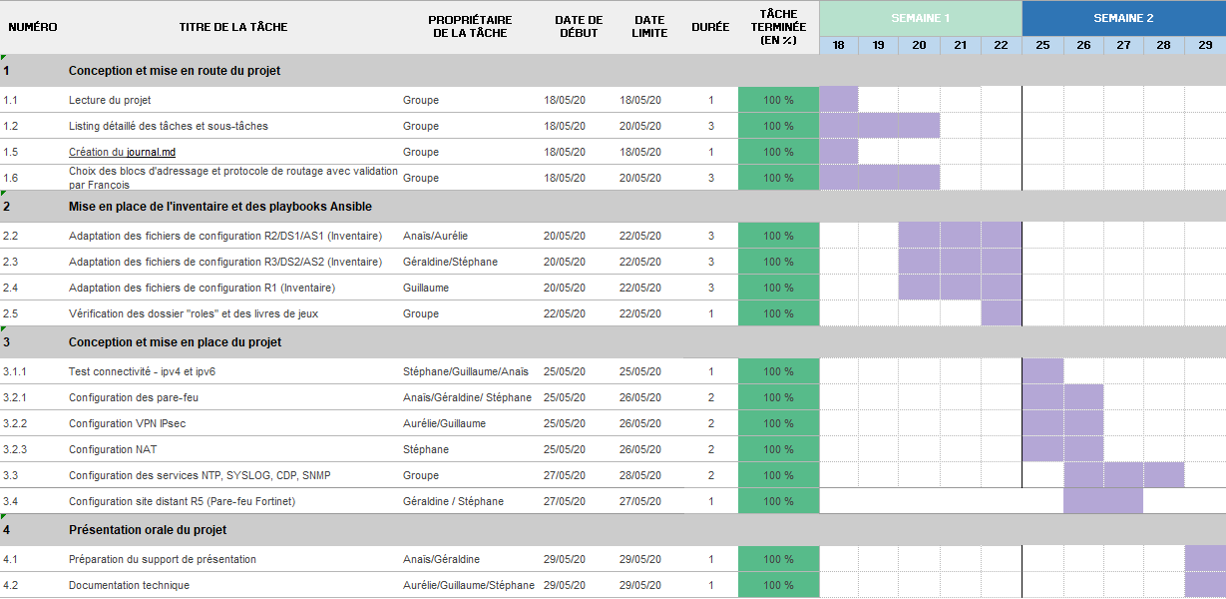 NUMÉRO TITRE DE LA TÂCHE PROPRIÉTAIRE DE LA TÂCHE DATE DE DÉBUT DATE LIMITE DURÉE TÂCHE TERMINÉE (EN %) SEMAINE 1 SEMAINE 2
18 19 20 21 22 25 26 27 28 29
1 Conception et mise en route du projet
1.1 Lecture du projet Groupe 18/05/20 18/05/20 1 100 %
1.2 Listing détaillé des tâches et sous-tâches Groupe 18/05/20 20/05/20 3 100 %
1.5 Création du journal.md Groupe 18/05/20 18/05/20 1 100 %
1.6 Choix des blocs d'adressage et protocole de routage avec validation par François Groupe 18/05/20 20/05/20 3 100 %
2 Mise en place de l'inventaire et des playbooks Ansible
2.2 Adaptation des fichiers de configuration R2/DS1/AS1 (Inventaire) Anaïs/Aurélie 20/05/20 22/05/20 3 100 %
2.3 Adaptation des fichiers de configuration R3/DS2/AS2 (Inventaire) Géraldine/Stéphane 20/05/20 22/05/20 3 100 %
2.4 Adaptation des fichiers de configuration R1 (Inventaire) Guillaume 20/05/20 22/05/20 3 100 %
2.5 Vérification des dossier "roles" et des livres de jeux Groupe 22/05/20 22/05/20 1 100 %
3 Conception et mise en place du projet
3.1.1 Test connectivité - ipv4 et ipv6 Stéphane/Guillaume/Anaïs 25/05/20 25/05/20 1 100 %
3.2.1 Configuration des pare-feu Anaïs/Géraldine/ Stéphane 25/05/20 26/05/20 2 100 %
3.2.2 Configuration VPN IPsec Aurélie/Guillaume 25/05/20 26/05/20 2 100 %
3.2.3 Configuration NAT Stéphane 25/05/20 26/05/20 2 100 %
3.3 Configuration des services NTP, SYSLOG, CDP, SNMP Groupe 27/05/20 28/05/20 2 100 %
3.4 Configuration site distant R5 (Pare-feu Fortinet) Géraldine / Stéphane 27/05/20 27/05/20 1 100 %
4 Présentation orale du projet
4.1 Préparation du support de présentation Anaïs/Géraldine 29/05/20 29/05/20 1 100 %
4.2 Documentation technique Aurélie/Guillaume/Stéphane 29/05/20 29/05/20 1 100 %